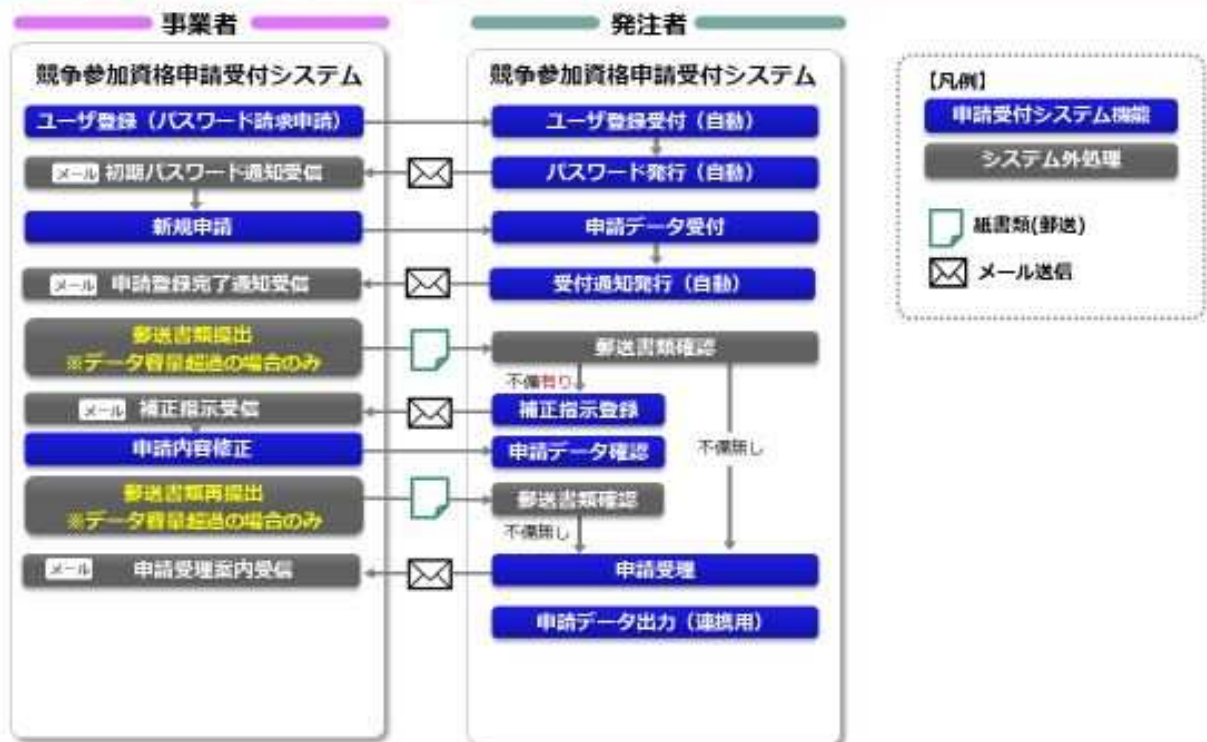 事業者
発注者
競争参加資格申請受付システム
競争参加資格申請受付システム
【凡例】
申請受付システム機能
システム外処理
紙書類(郵送)
メール送信
ユーザ登録（パスワード請求申請）
ユーザ登録受付（自動）
メール 初期パスワード通知受信
パスワード発行（自動）
新規申請
申請データ受付
メール 申請登録完了通知受信
受付通知発行（自動）
郵送書類提出
※データ容量超過の場合のみ
郵送書類確認
不備有り
メール 補正指示受信
補正指示登録
申請内容修正
申請データ確認
不備無し
郵送書類再提出
※データ容量超過の場合のみ
郵送書類確認
不備無し
メール 申請受理案内受信
申請受理
申請データ出力（連携用）